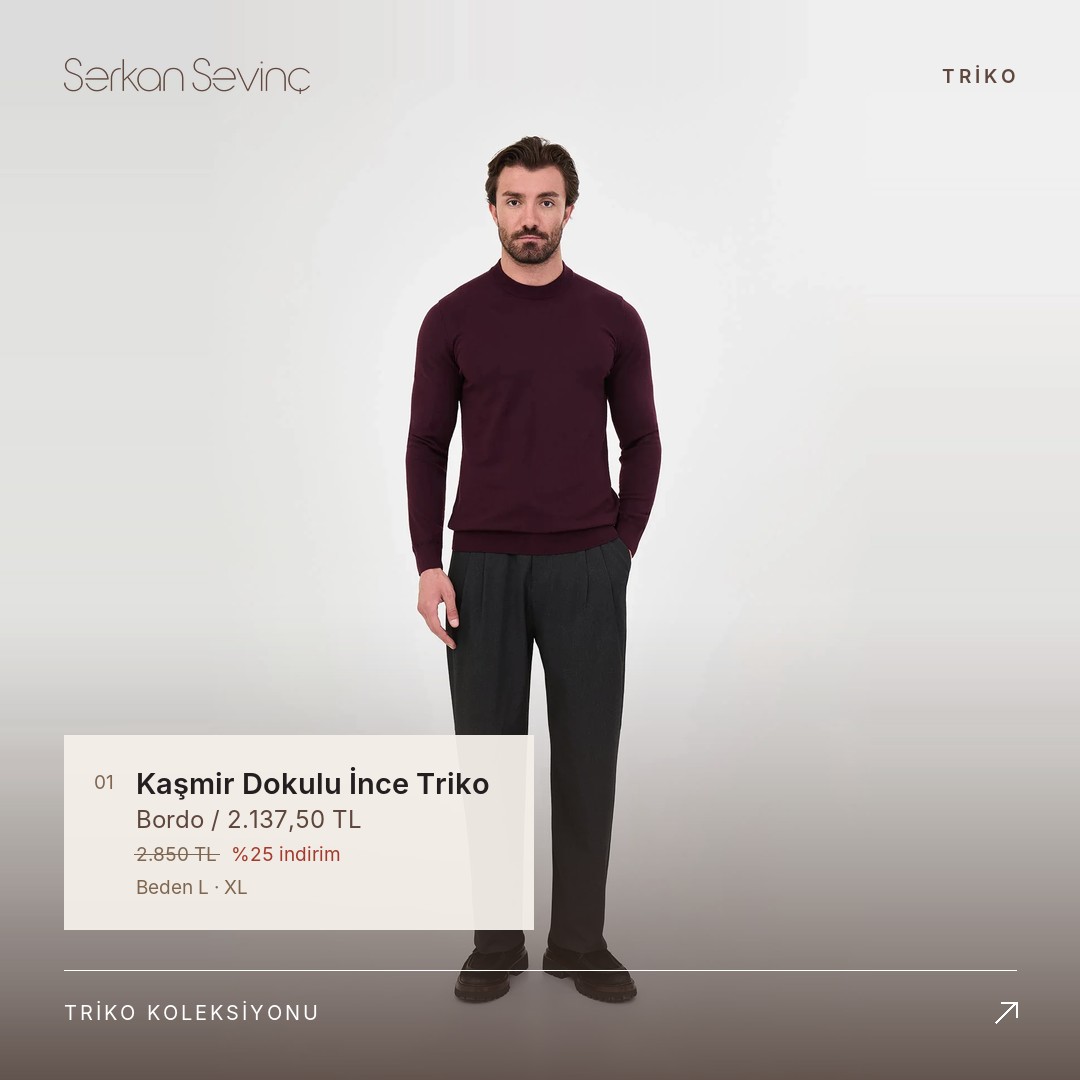 Serkan Sevinç
TRİKO
01 Kaşmir Dokulu İnce Triko
Bordo / 2.137,50 TL
2.850 TL %25 indirim
Beden L · XL
TRİKO KOLEKSİYONU